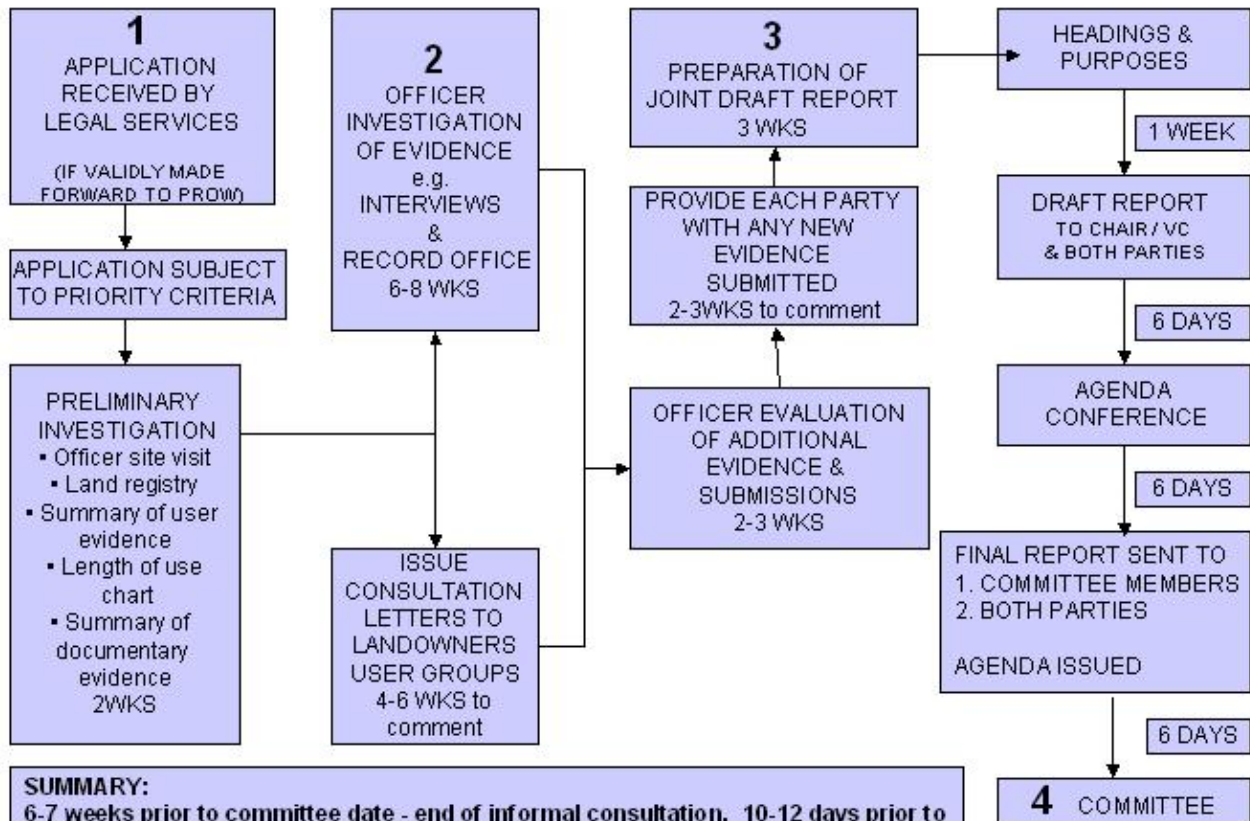 1
APPLICATION
RECEIVED BY
LEGAL SERVICES
(IF VALIDLY MADE
FORWARD TO PROW)
APPLICATION SUBJECT
TO PRIORITY CRITERIA
PRELIMINARY
INVESTIGATION
▪ Officer site visit
▪ Land registry
▪ Summary of user
evidence
▪ Length of use
chart
▪ Summary of
documentary
evidence
2WKS
2
OFFICER
INVESTIGATION
OF EVIDENCE
e.g.
INTERVIEWS
&
RECORD OFFICE
6-8 WKS
ISSUE
CONSULTATION
LETTERS TO
LANDOWNERS
USER GROUPS
4-6 WKS to
comment
3
PREPARATION OF
JOINT DRAFT REPORT
3 WKS
PROVIDE EACH PARTY
WITH ANY NEW
EVIDENCE
SUBMITTED
2-3WKS to comment
OFFICER EVALUATION
OF ADDITIONAL
EVIDENCE &
SUBMISSIONS
2-3 WKS
HEADINGS &
PURPOSES
1 WEEK
DRAFT REPORT
TO CHAIR / VC
& BOTH PARTIES
6 DAYS
AGENDA
CONFERENCE
6 DAYS
FINAL REPORT SENT TO
1. COMMITTEE MEMBERS
2. BOTH PARTIES
AGENDA ISSUED
6 DAYS
4 COMMITTEE
SUMMARY:
6-7 weeks prior to committee date - end of informal consultation. 10-12 days prior to